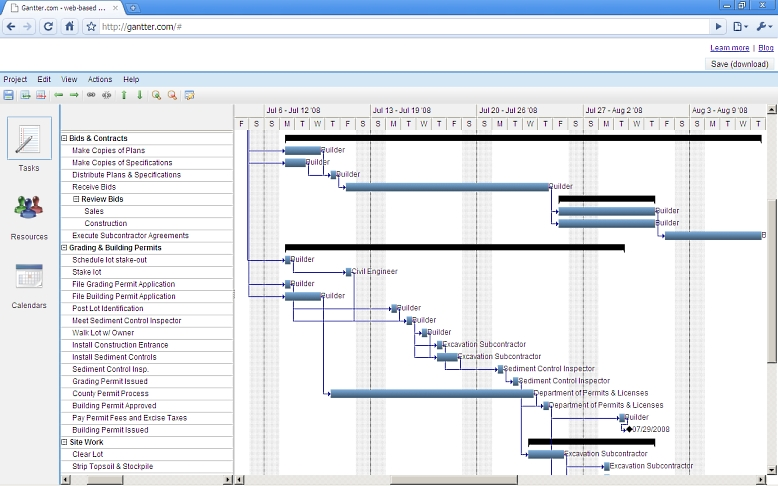 Gantter.com - web-based ...
http://gantter.com/#
Learn more | Blog
Save (download)
Project Edit View Actions Help
Jul 6 - Jul 12 '08 Jul 13 - Jul 19 '08 Jul 20 - Jul 26 '08 Jul 27 - Aug 2 '08 Aug 3 - Aug 9 '08
F S S M T W T F S S M T W T F S S M T W T F S S M T W T F S S M T W T
Tasks
Resources
Calendars
Bids & Contracts
Make Copies of Plans Builder
Make Copies of Specifications Builder
Distribute Plans & Specifications Builder
Receive Bids Builder
Review Bids
Sales Builder
Construction Builder
Execute Subcontractor Agreements B
Grading & Building Permits
Schedule lot stake-out Builder
Stake lot Civil Engineer
File Grading Permit Application Builder
File Building Permit Application Builder
Post Lot Identification Builder
Meet Sediment Control Inspector Builder
Walk Lot w/ Owner Builder
Install Construction Entrance Excavation Subcontractor
Install Sediment Controls Excavation Subcontractor
Sediment Control Insp. Sediment Control Inspector
Grading Permit Issued Sediment Control Inspector
County Permit Process Department of Permits & Licenses
Building Permit Approved Department of Permits & Licenses
Pay Permit Fees and Excise Taxes Builder
Building Permit Issued 07/29/2008
Site Work
Clear Lot Excavation Subcontractor
Strip Topsoil & Stockpile Excavation Subcontractor